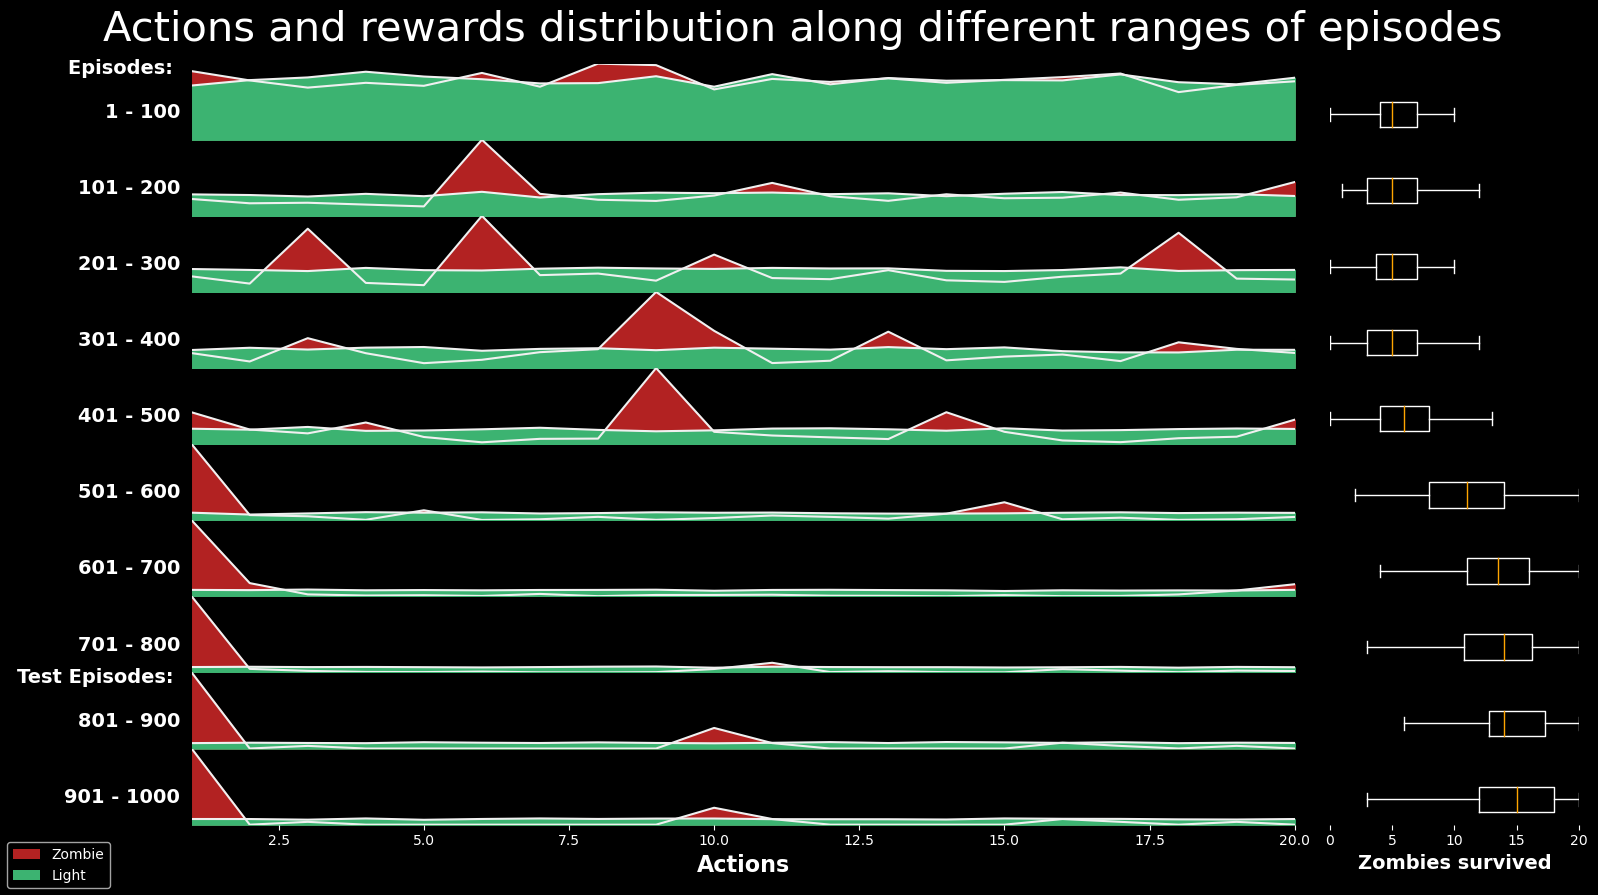 Actions and rewards distribution along different ranges of episodes
Episodes:
1 - 100
101 - 200
201 - 300
301 - 400
401 - 500
501 - 600
601 - 700
701 - 800
Test Episodes:
801 - 900
901 - 1000
2.5 5.0 7.5 10.0 12.5 15.0 17.5 20.0 0 5 10 15 20
Actions
Zombies survived
Zombie
Light